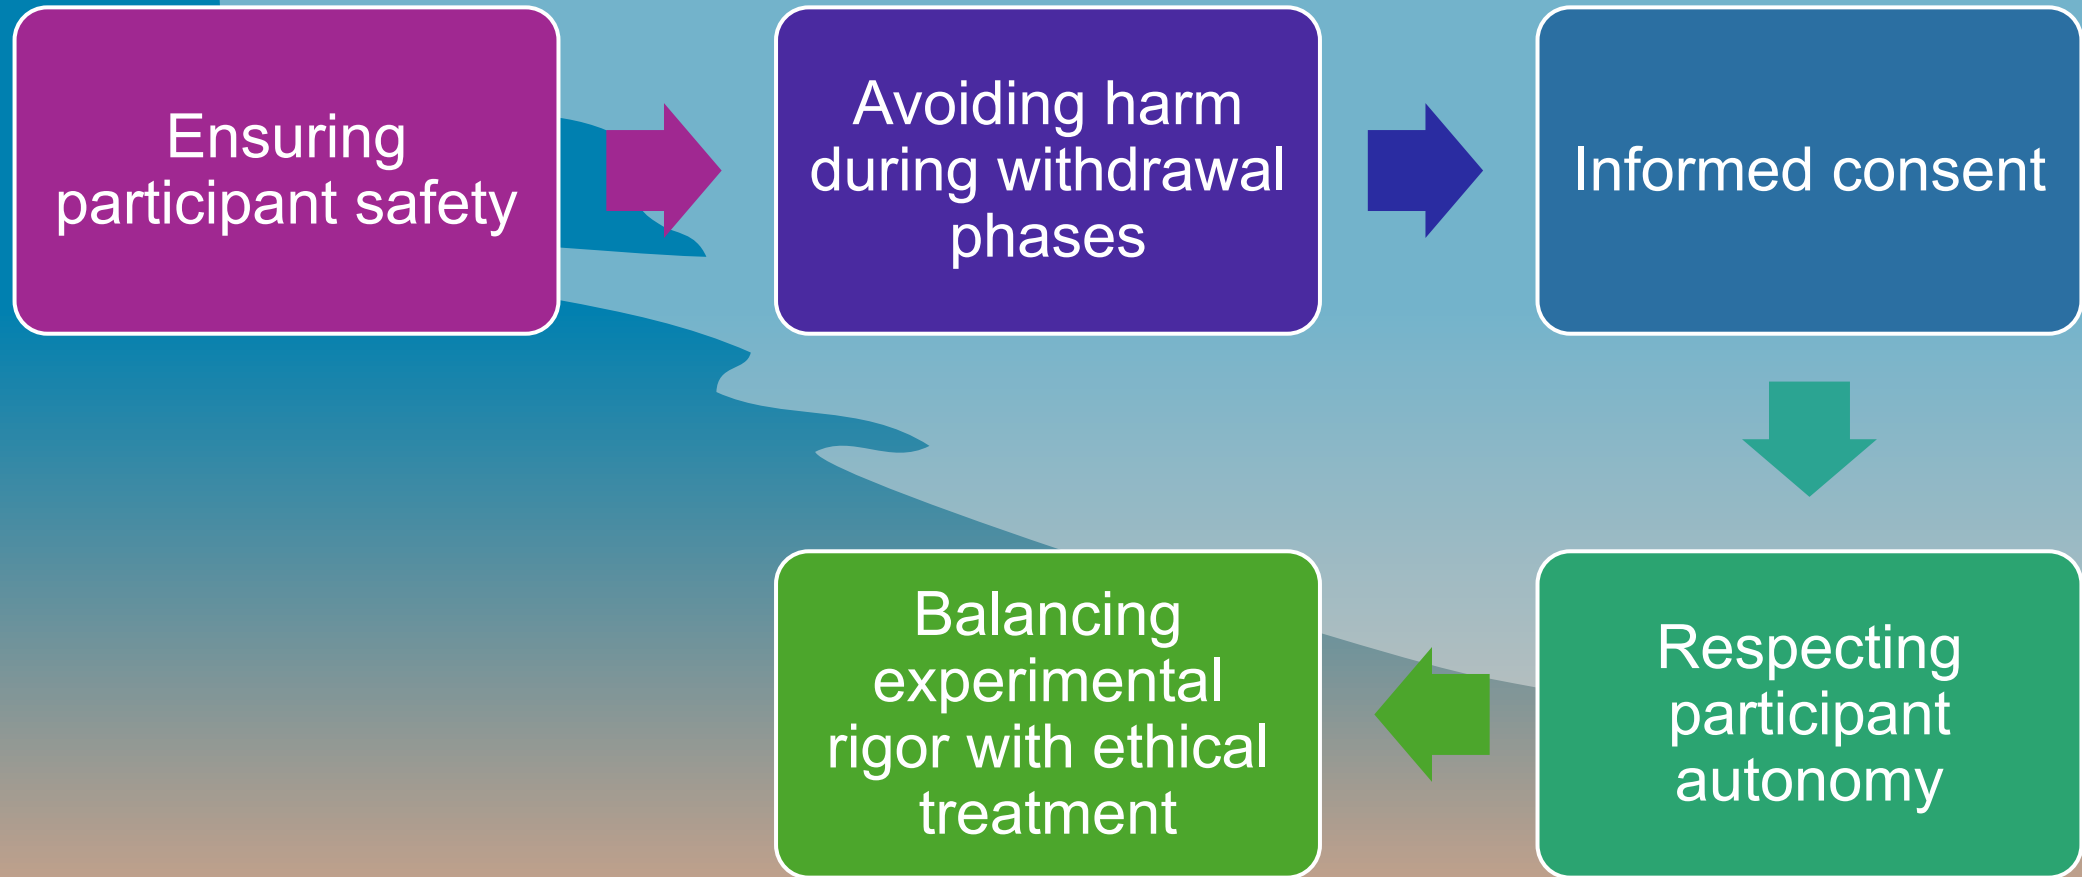 Ensuring
participant safety
Avoiding harm
during withdrawal
phases
Informed consent
Respecting
participant
autonomy
Balancing
experimental
rigor with ethical
treatment